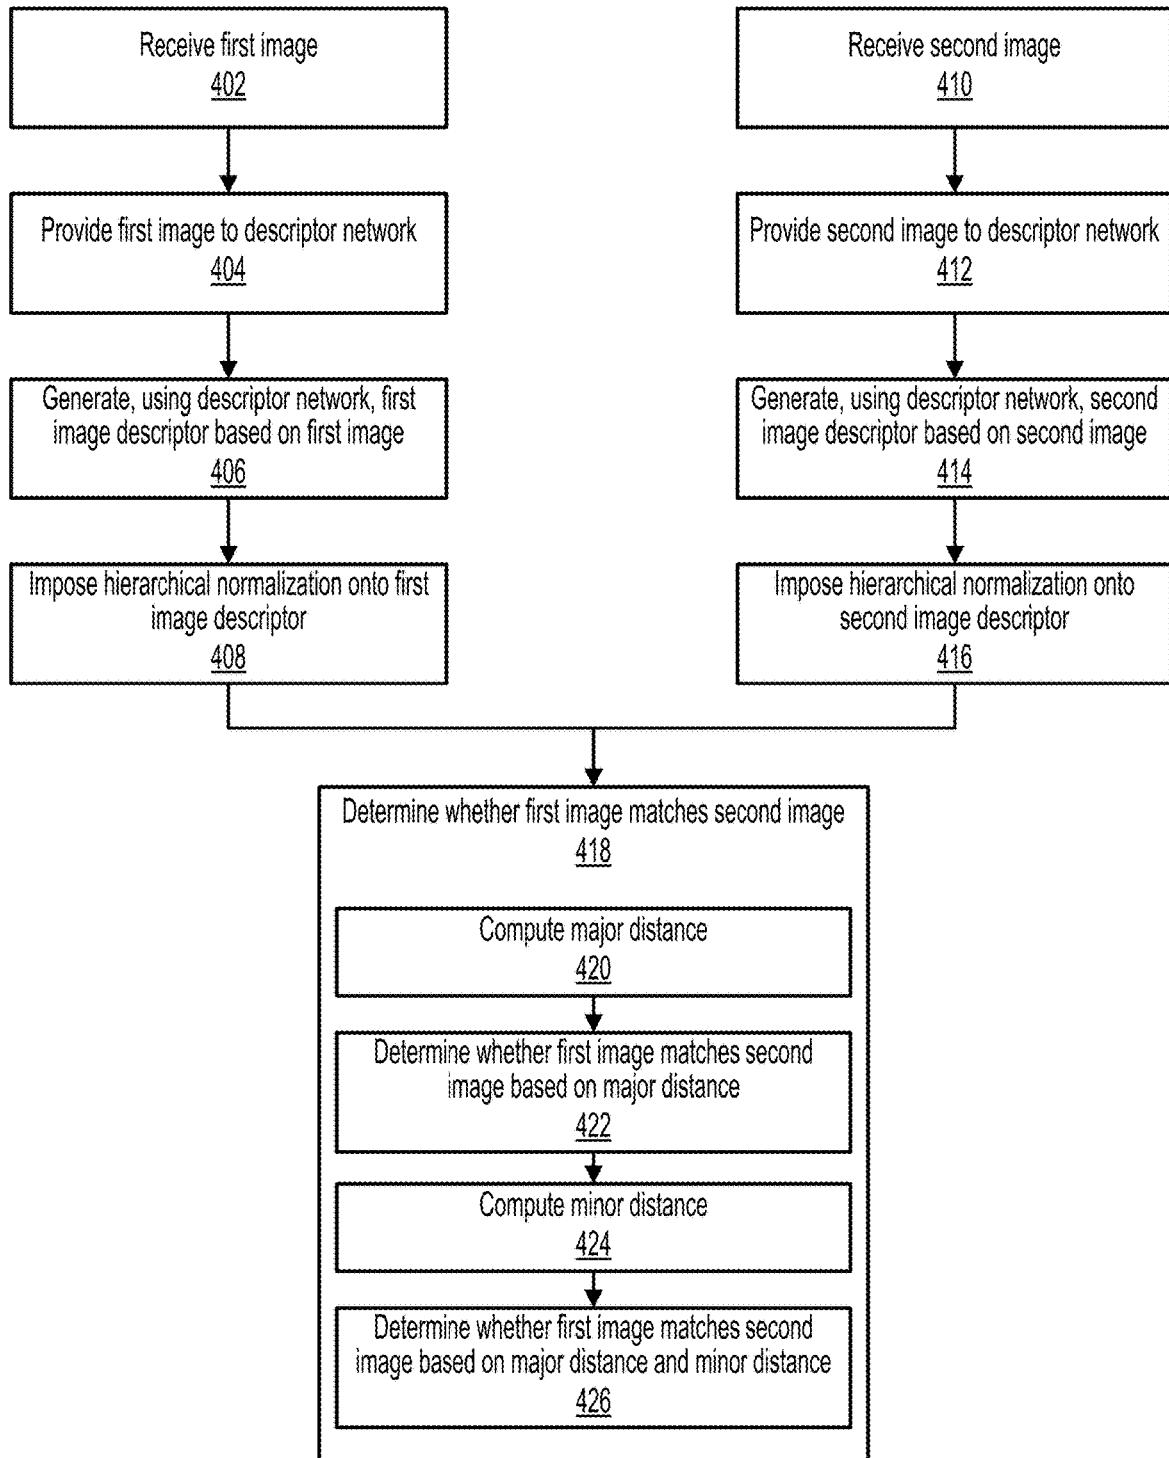 Receive first image
402
Provide first image to descriptor network
404
Generate, using descriptor network, first
image descriptor based on first image
406
Impose hierarchical normalization onto first
image descriptor
408
Receive second image
410
Provide second image to descriptor network
412
Generate, using descriptor network, second
image descriptor based on second image
414
Impose hierarchical normalization onto
second image descriptor
416
Determine whether first image matches second image
418
Compute major distance
420
Determine whether first image matches second
image based on major distance
422
Compute minor distance
424
Determine whether first image matches second
image based on major distance and minor distance
426